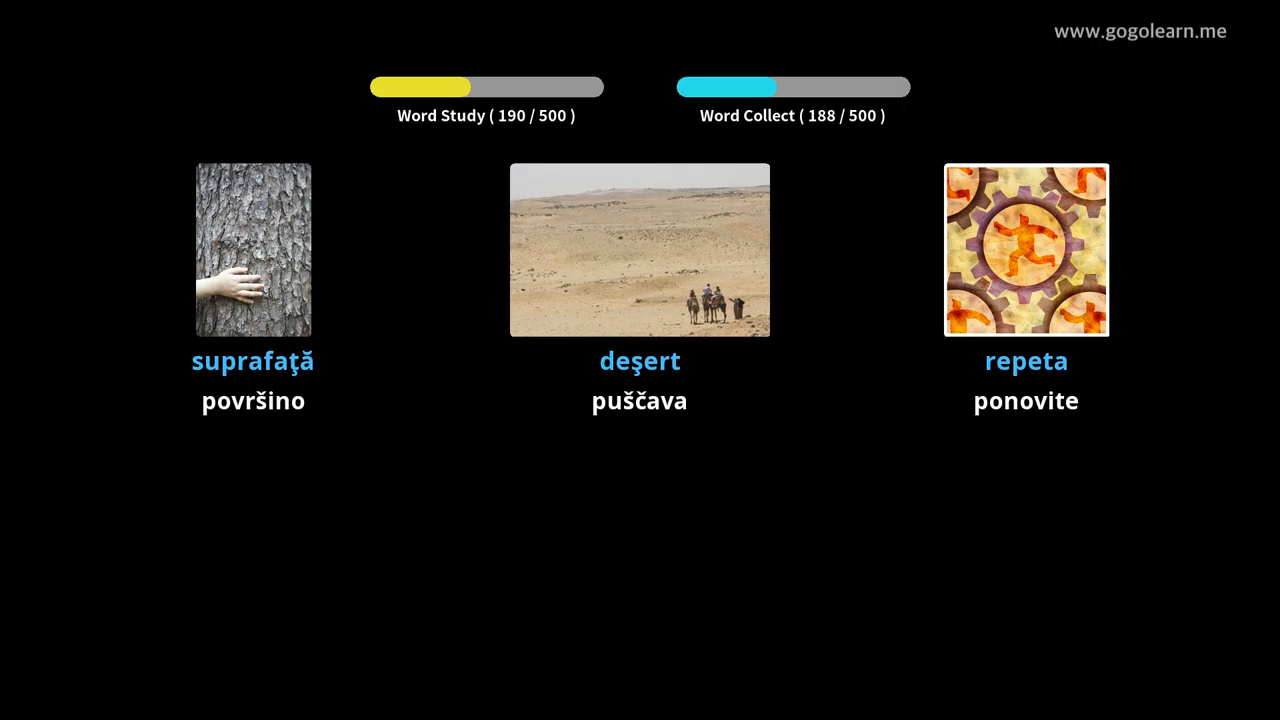 www.gogolearn.me
Word Study ( 190 / 500 )
Word Collect ( 188 / 500 )
suprafaţă
deşert
repeta
površino
puščava
ponovite